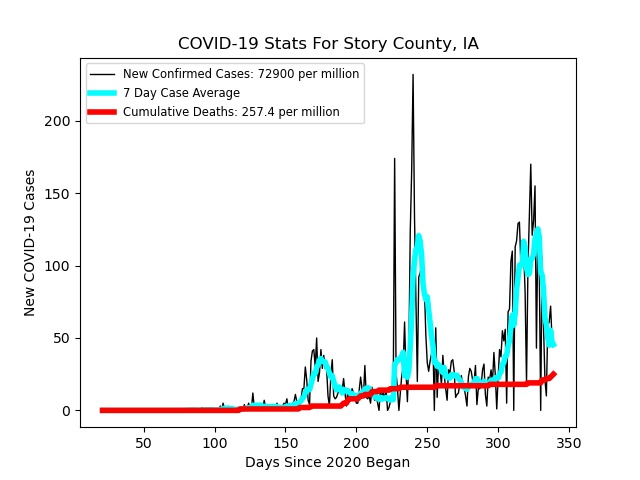 COVID-19 Stats For Story County, IA
New Confirmed Cases: 72900 per million
7 Day Case Average
Cumulative Deaths: 257.4 per million
New COVID-19 Cases
200
150
100
50
0
50 100 150 200 250 300 350
Days Since 2020 Began